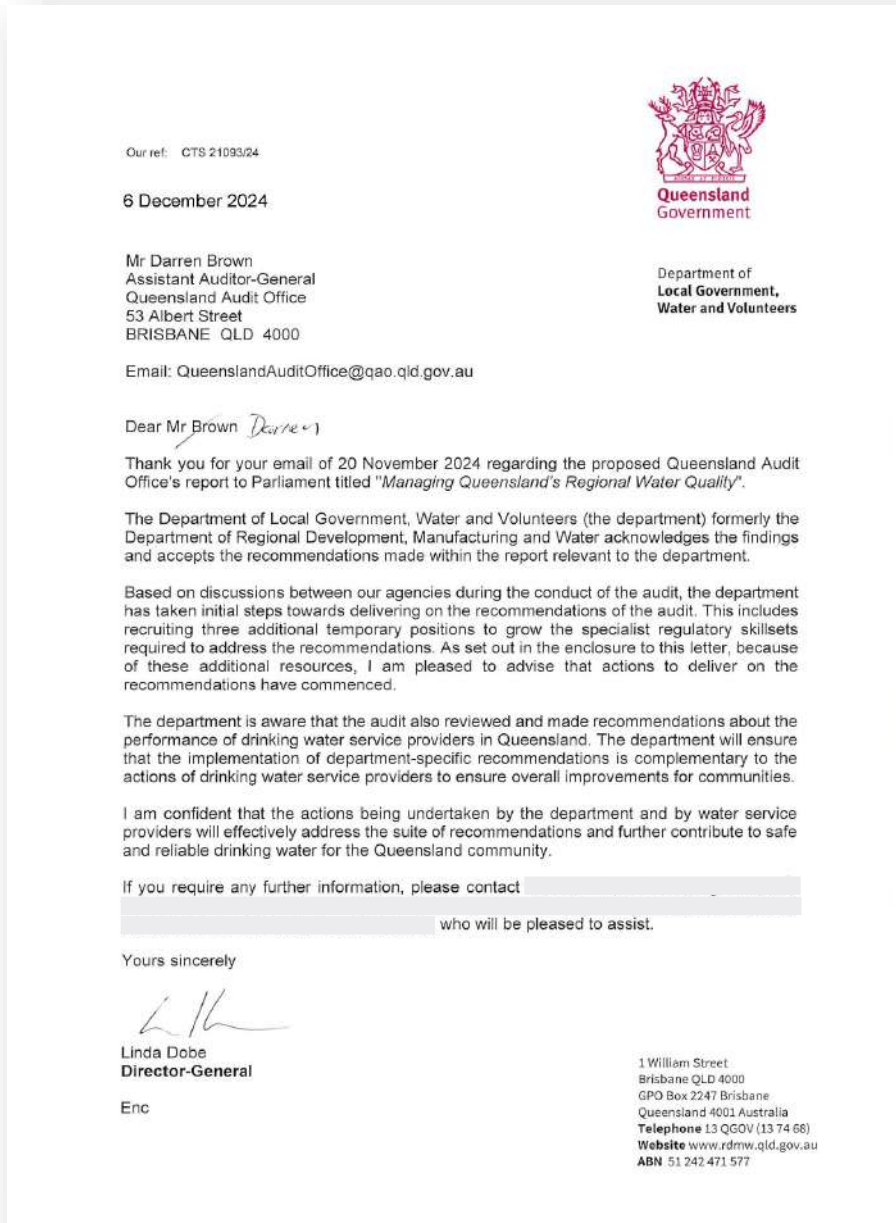 Our ref: CTS 21093/24
6 December 2024
Queensland
Government
Mr Darren Brown
Assistant Auditor-General
Queensland Audit Office
53 Albert Street
BRISBANE QLD 4000
Department of
Local Government,
Water and Volunteers
Email: QueenslandAuditOffice@qao.qld.gov.au
Dear Mr Brown Darren
Thank you for your email of 20 November 2024 regarding the proposed Queensland Audit
Office's report to Parliament titled "Managing Queensland's Regional Water Quality".
The Department of Local Government, Water and Volunteers (the department) formerly the
Department of Regional Development, Manufacturing and Water acknowledges the findings
and accepts the recommendations made within the report relevant to the department.
Based on discussions between our agencies during the conduct of the audit, the department
has taken initial steps towards delivering on the recommendations of the audit. This includes
recruiting three additional temporary positions to grow the specialist regulatory skillsets
required to address the recommendations. As set out in the enclosure to this letter, because
of these additional resources, I am pleased to advise that actions to deliver on the
recommendations have commenced.
The department is aware that the audit also reviewed and made recommendations about the
performance of drinking water service providers in Queensland. The department will ensure
that the implementation of department-specific recommendations is complementary to the
actions of drinking water service providers to ensure overall improvements for communities.
I am confident that the actions being undertaken by the department and by water service
providers will effectively address the suite of recommendations and further contribute to safe
and reliable drinking water for the Queensland community.
If you require any further information, please contact
who will be pleased to assist.
Yours sincerely
Linda Dobe
Director-General
Enc
1 William Street
Brisbane QLD 4000
GPO Box 2247 Brisbane
Queensland 4001 Australia
Telephone 13 QGOV (13 74 68)
Website www.rdmw.qld.gov.au
ABN 51 242 471 577